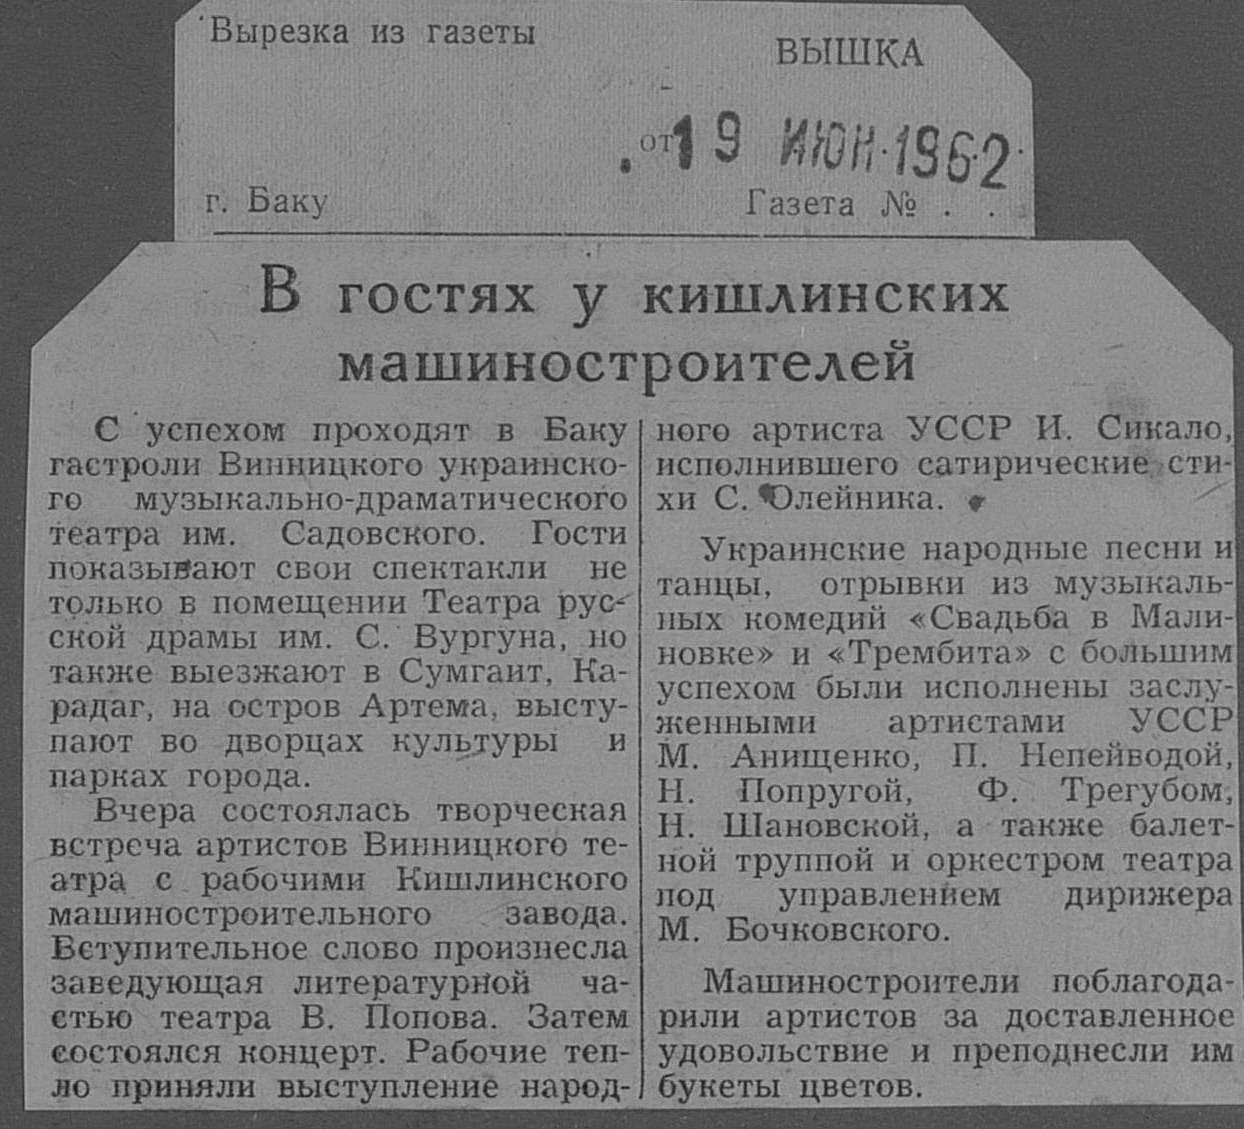 Вырезка из газеты
ВЫШКА
от 19 ИЮН. 1962
г. Баку
Газета № . .
В гостях у кишлинских
машиностроителей
С успехом проходят в Баку
гастроли Винницкого украинско-
го музыкально-драматического
театра им. Садовского. Гости
показывают свои спектакли не
только в помещении Театра рус-
ской драмы им. С. Вургуна, но
также выезжают в Сумгаит, Ка-
радаг, на остров Артема, высту-
пают во дворцах культуры и
парках города.
Вчера состоялась творческая
встреча артистов Винницкого те-
атра с рабочими Кишлинского
машиностроительного завода.
Вступительное слово произнесла
заведующая литературной ча-
стью театра В. Попова. Затем
состоялся концерт. Рабочие теп-
ло приняли выступление народ-
ного артиста УССР И. Сикало,
исполнившего сатирические сти-
хи С. Олейника.
Украинские народные песни и
танцы, отрывки из музыкаль-
ных комедий «Свадьба в Мали-
новке» и «Трембита» с большим
успехом были исполнены заслу-
женными артистами УССР
М. Анищенко, П. Непейводой,
Н. Попругой, Ф. Трегубом,
Н. Шановской, а также балет-
ной труппой и оркестром театра
под управлением дирижера
М. Бочковского.
Машиностроители поблагода-
рили артистов за доставленное
удовольствие и преподнесли им
букеты цветов.